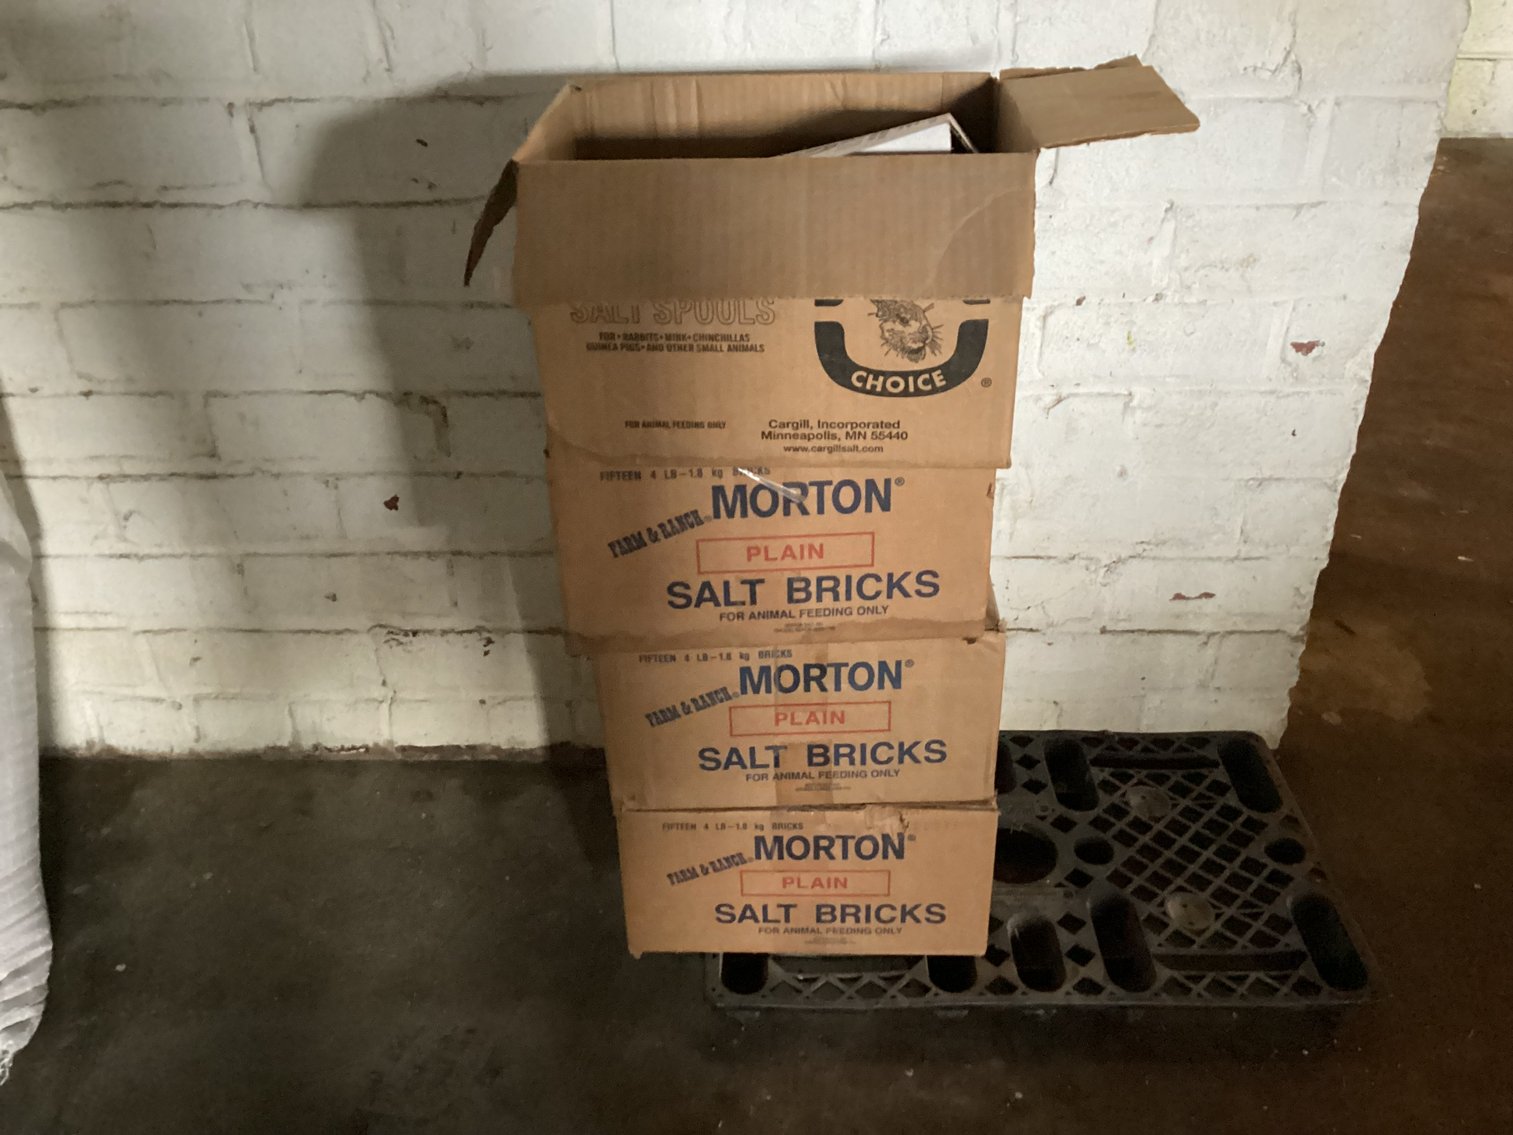 SALT SPOOLS
FOR • RABBITS • MINK • CHINCHILLAS
GUINEA PIGS • AND OTHER SMALL ANIMALS
CHOICE ®
FOR ANIMAL FEEDING ONLY
Cargill, Incorporated
Minneapolis, MN 55440
www.cargillsalt.com
FIFTEEN 4 LB - 1.8 kg BRICKS
FARM & RANCH® MORTON®
PLAIN
SALT BRICKS
FOR ANIMAL FEEDING ONLY
FIFTEEN 4 LB - 1.8 kg BRICKS
FARM & RANCH® MORTON®
PLAIN
SALT BRICKS
FOR ANIMAL FEEDING ONLY
FIFTEEN 4 LB - 1.8 kg BRICKS
FARM & RANCH® MORTON®
PLAIN
SALT BRICKS
FOR ANIMAL FEEDING ONLY